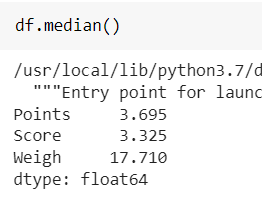 df.median()
/usr/local/lib/python3.7/d
"""Entry point for launc
Points 3.695
Score 3.325
Weigh 17.710
dtype: float64